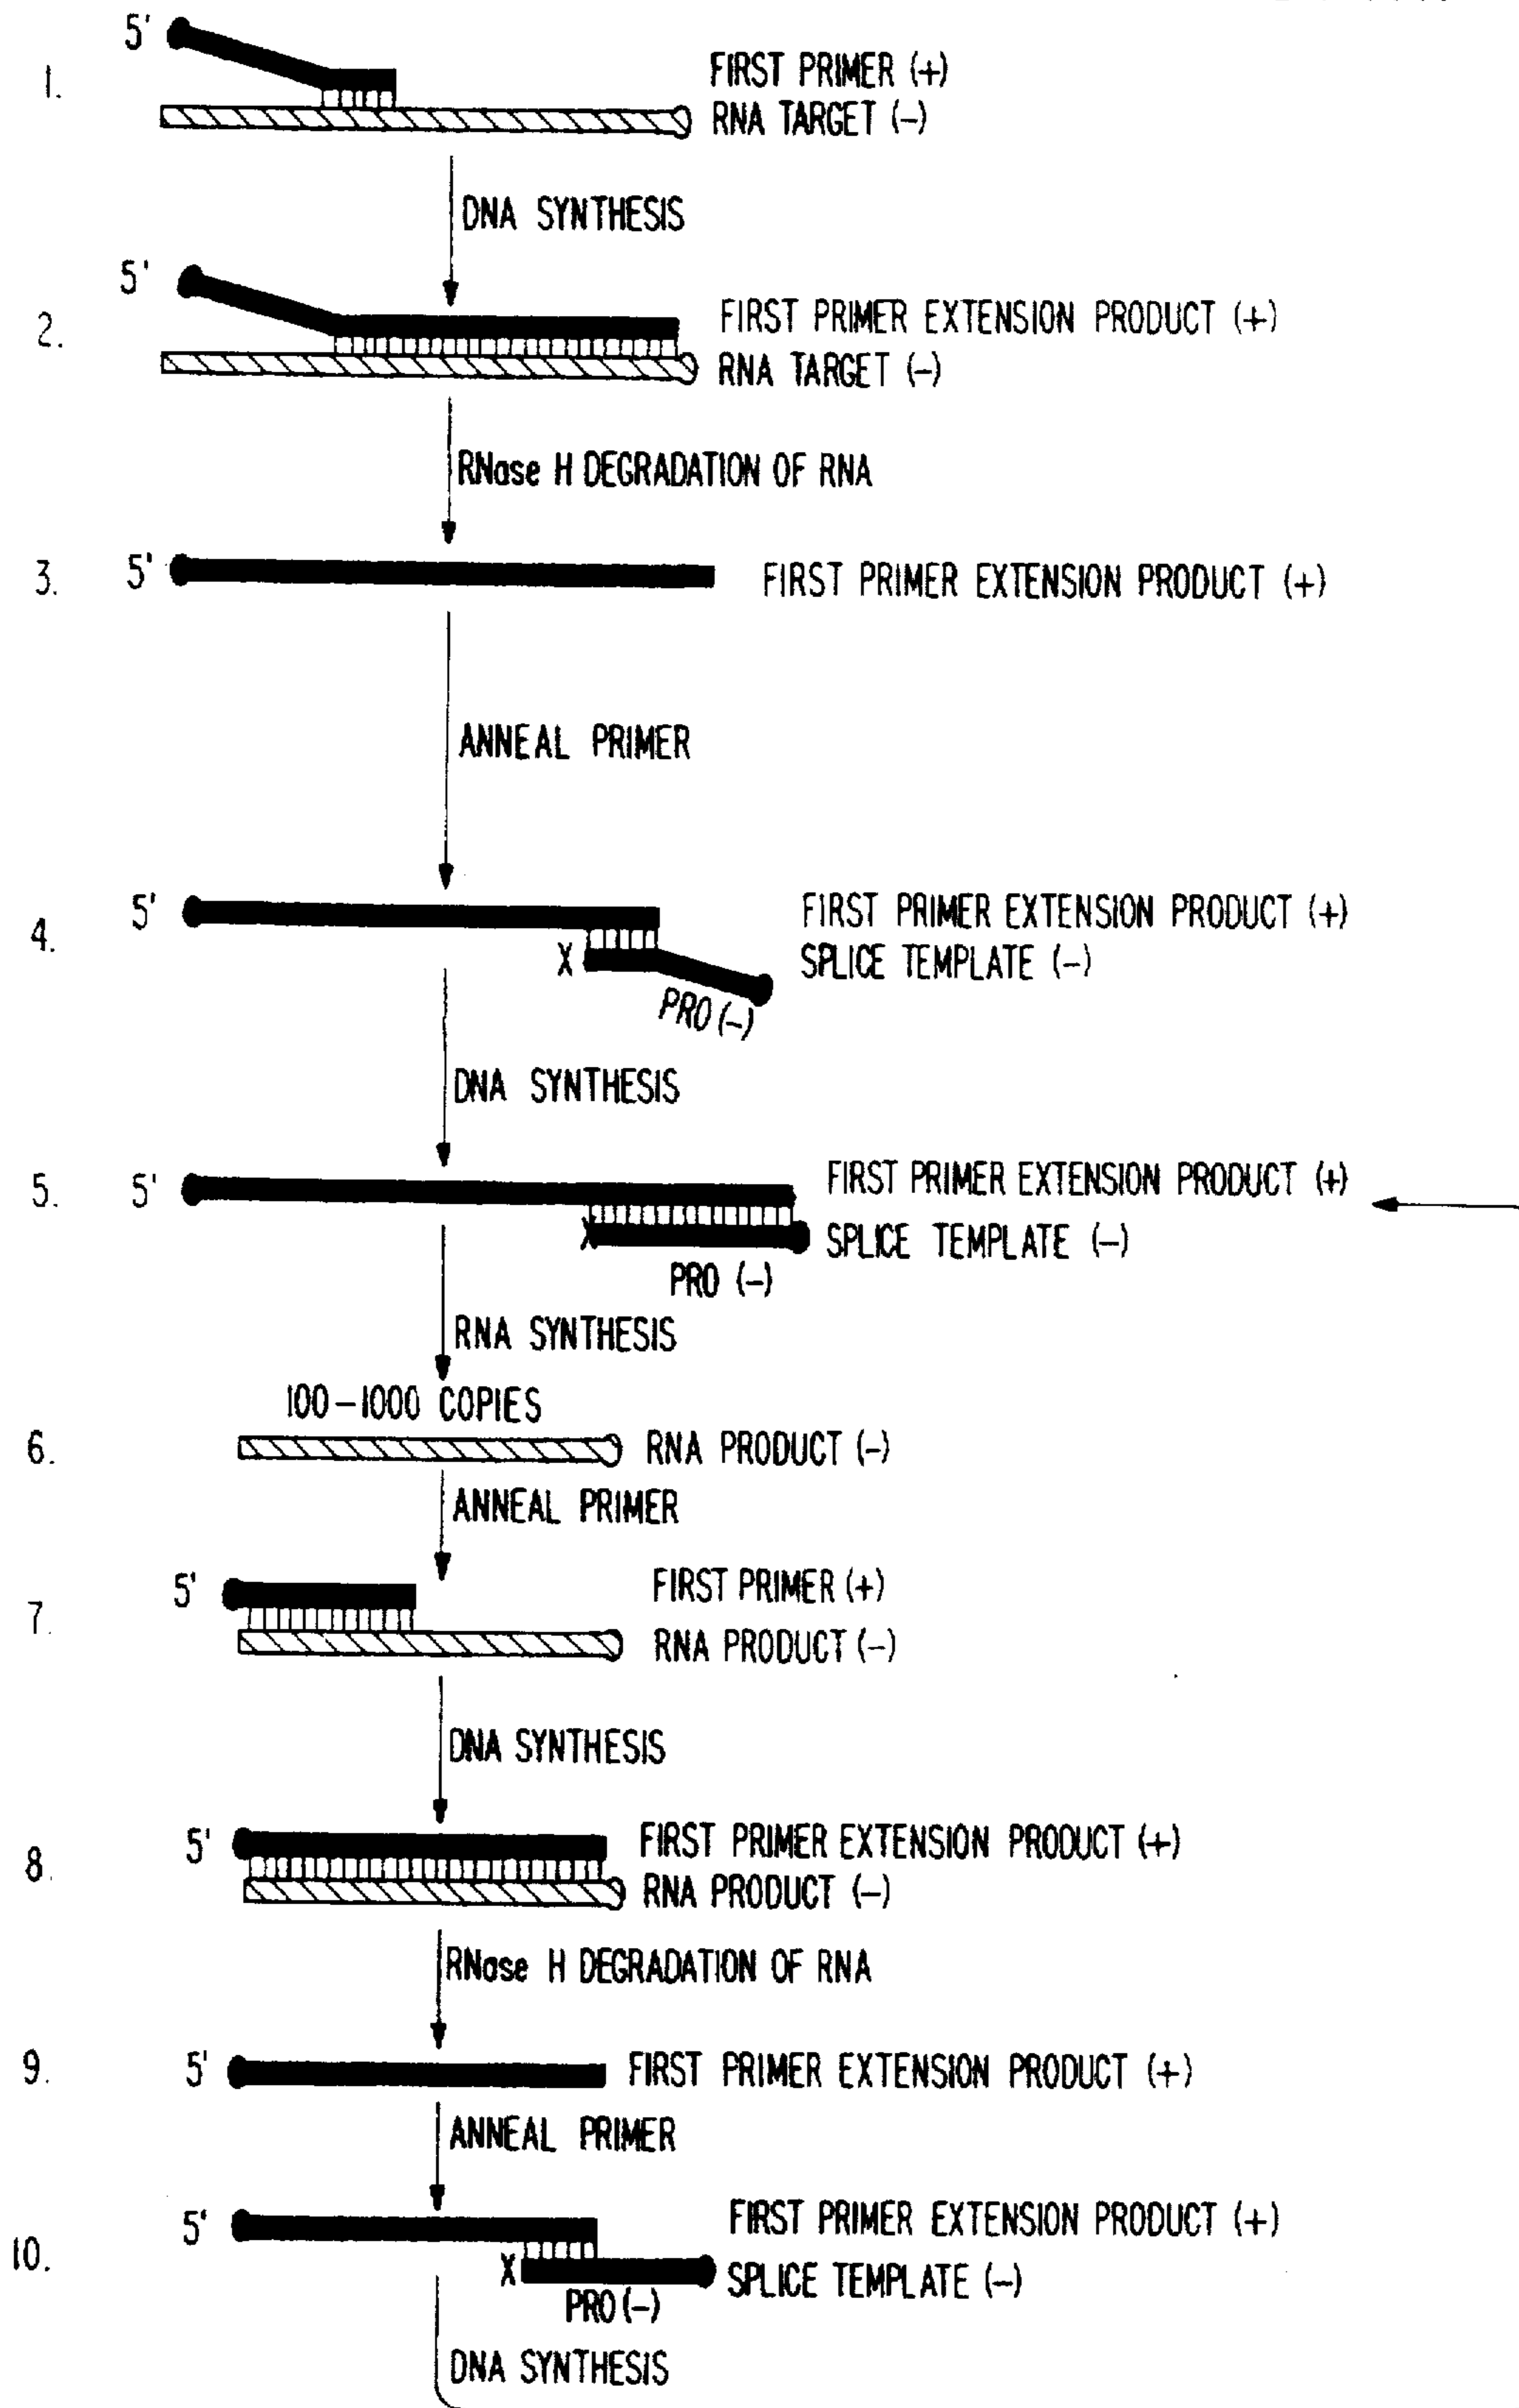 5'
1.
FIRST PRIMER (+)
RNA TARGET (-)
DNA SYNTHESIS
5'
2.
FIRST PRIMER EXTENSION PRODUCT (+)
RNA TARGET (-)
RNase H DEGRADATION OF RNA
3.
5'
FIRST PRIMER EXTENSION PRODUCT (+)
ANNEAL PRIMER
4.
5'
FIRST PRIMER EXTENSION PRODUCT (+)
X
SPLICE TEMPLATE (-)
PRO (-)
DNA SYNTHESIS
5.
5'
FIRST PRIMER EXTENSION PRODUCT (+)
X
SPLICE TEMPLATE (-)
PRO (-)
RNA SYNTHESIS
100-1000 COPIES
6.
RNA PRODUCT (-)
ANNEAL PRIMER
7.
5'
FIRST PRIMER (+)
RNA PRODUCT (-)
DNA SYNTHESIS
8.
5'
FIRST PRIMER EXTENSION PRODUCT (+)
RNA PRODUCT (-)
RNase H DEGRADATION OF RNA
9.
5'
FIRST PRIMER EXTENSION PRODUCT (+)
ANNEAL PRIMER
10.
5'
FIRST PRIMER EXTENSION PRODUCT (+)
X
SPLICE TEMPLATE (-)
PRO (-)
DNA SYNTHESIS